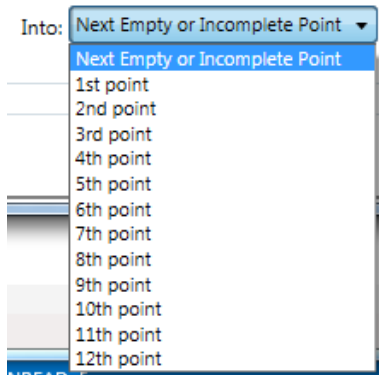 Into: Next Empty or Incomplete Point
Next Empty or Incomplete Point
1st point
2nd point
3rd point
4th point
5th point
6th point
7th point
8th point
9th point
10th point
11th point
12th point